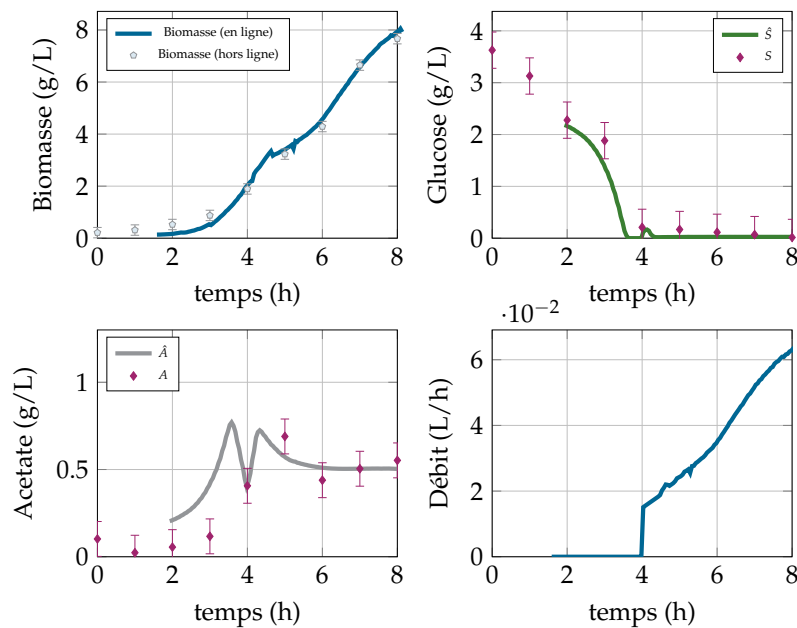 Biomasse (g/L)
8
6
4
2
0
Biomasse (en ligne)
Biomasse (hors ligne)
0 2 4 6 8
temps (h)
Glucose (g/L)
4
3
2
1
0
Ŝ
S
0 2 4 6 8
temps (h)
Acetate (g/L)
1
0.5
0
Â
A
0 2 4 6 8
temps (h)
·10−2
Débit (L/h)
6
4
2
0
0 2 4 6 8
temps (h)